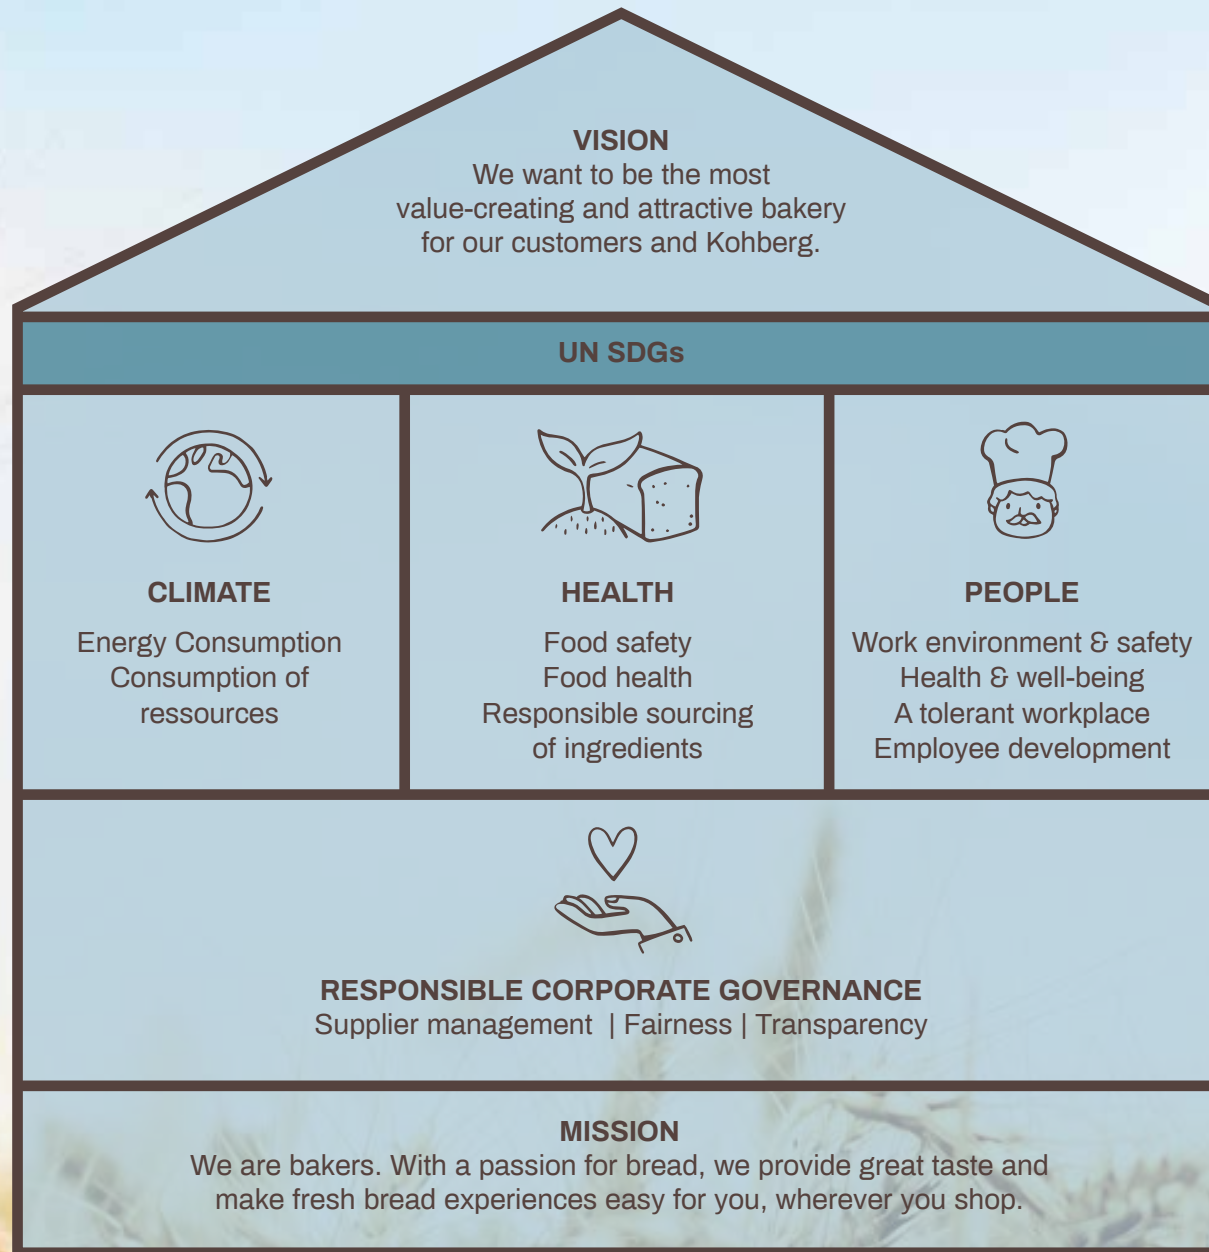 VISION
We want to be the most
value-creating and attractive bakery
for our customers and Kohberg.
UN SDGs
CLIMATE
Energy Consumption
Consumption of
ressources
HEALTH
Food safety
Food health
Responsible sourcing
of ingredients
PEOPLE
Work environment & safety
Health & well-being
A tolerant workplace
Employee development
RESPONSIBLE CORPORATE GOVERNANCE
Supplier management | Fairness | Transparency
MISSION
We are bakers. With a passion for bread, we provide great taste and
make fresh bread experiences easy for you, wherever you shop.